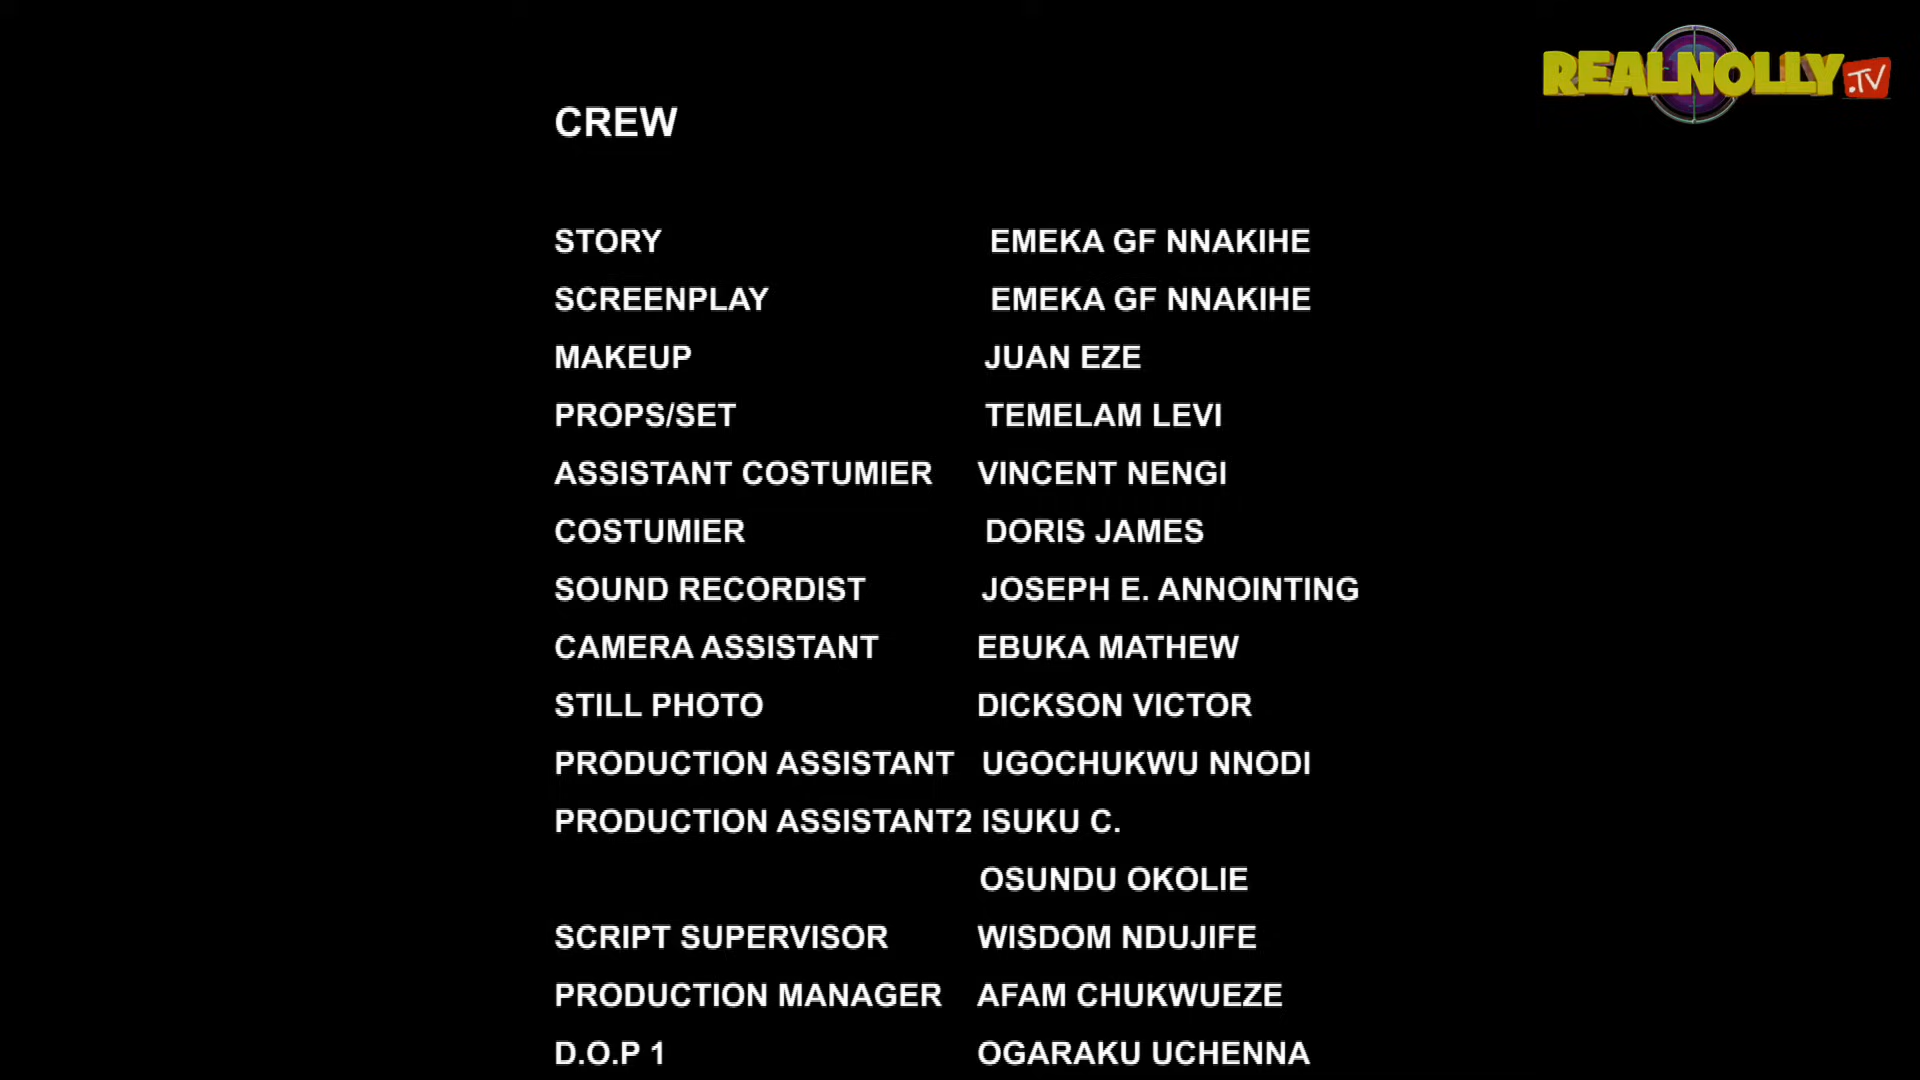 REALNOLLY.TV
CREW
STORY EMEKA GF NNAKIHE
SCREENPLAY EMEKA GF NNAKIHE
MAKEUP JUAN EZE
PROPS/SET TEMELAM LEVI
ASSISTANT COSTUMIER VINCENT NENGI
COSTUMIER DORIS JAMES
SOUND RECORDIST JOSEPH E. ANNOINTING
CAMERA ASSISTANT EBUKA MATHEW
STILL PHOTO DICKSON VICTOR
PRODUCTION ASSISTANT UGOCHUKWU NNODI
PRODUCTION ASSISTANT2 ISUKU C.
OSUNDU OKOLIE
SCRIPT SUPERVISOR WISDOM NDUJIFE
PRODUCTION MANAGER AFAM CHUKWUEZE
D.O.P 1 OGARAKU UCHENNA